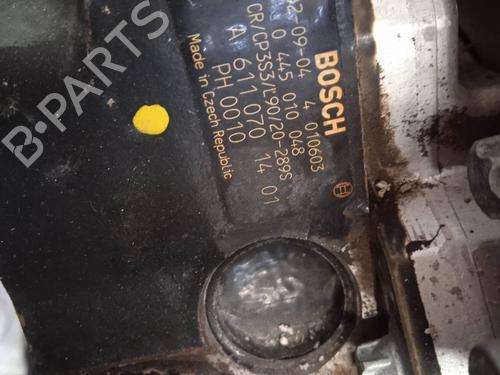 BOSCH
22-09-04 4 010603
0 445 010 048
CR/CP3S3/L90/20-289S
A 611 070 14 01
PH 0010
Made in Czech Republic
B-PARTS